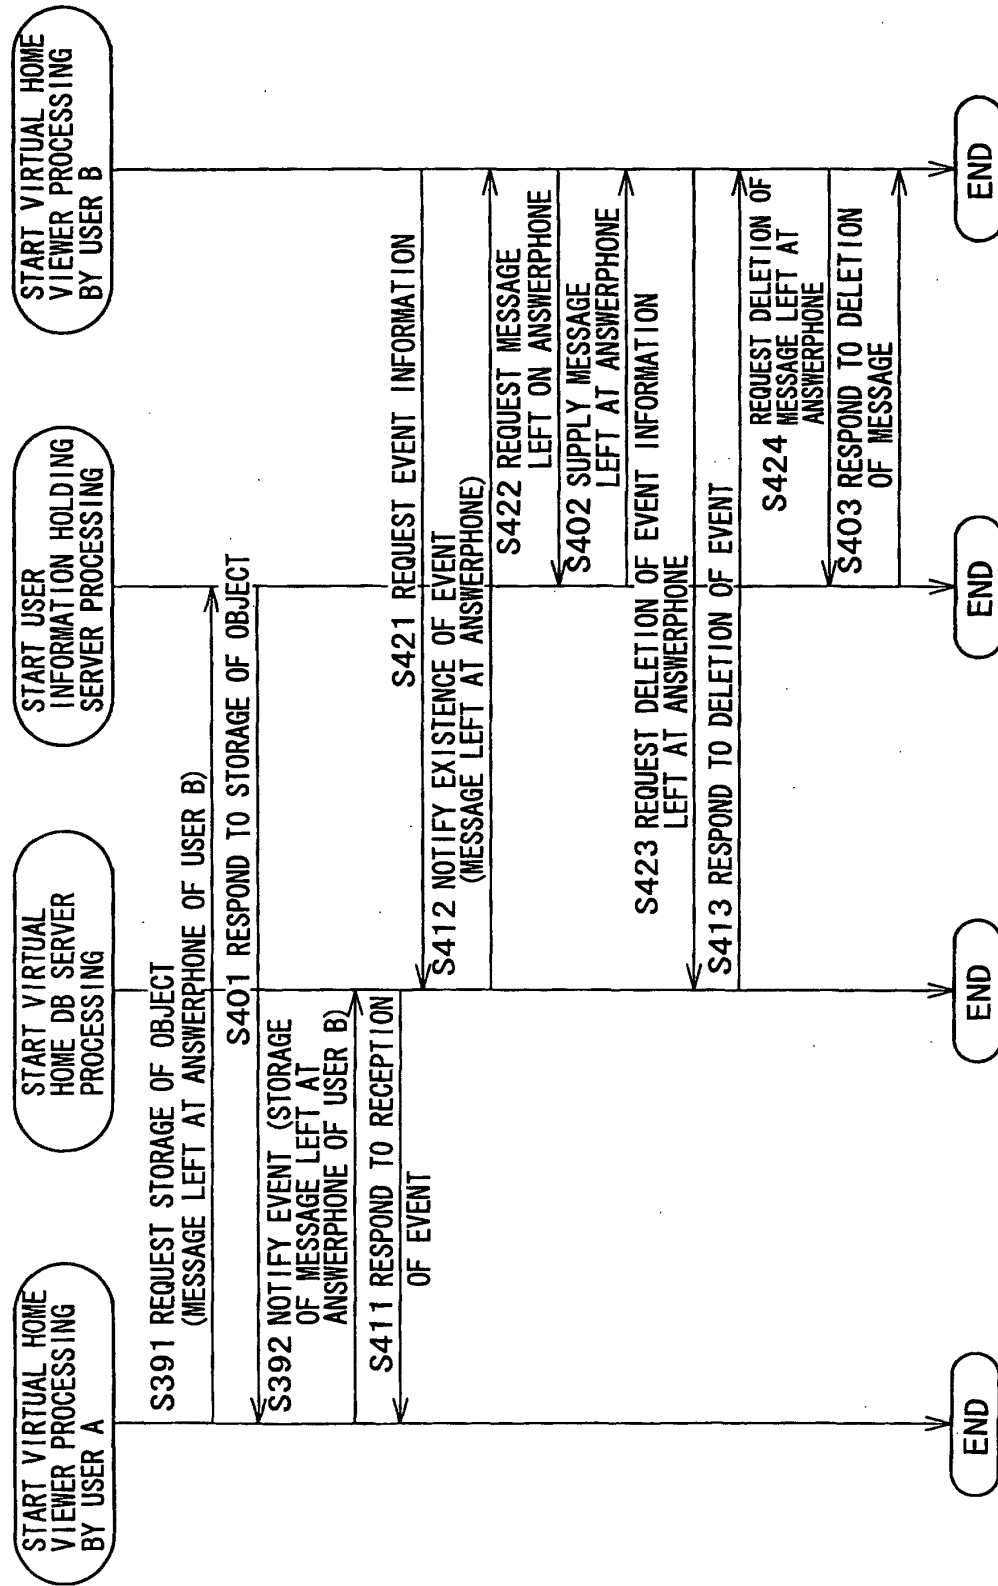 START VIRTUAL HOME
VIEWER PROCESSING
BY USER A
START VIRTUAL
HOME DB SERVER
PROCESSING
START USER
INFORMATION HOLDING
SERVER PROCESSING
START VIRTUAL HOME
VIEWER PROCESSING
BY USER B
S391 REQUEST STORAGE OF OBJECT
(MESSAGE LEFT AT ANSWERPHONE OF USER B)
S401 RESPOND TO STORAGE OF OBJECT
S392 NOTIFY EVENT (STORAGE
OF MESSAGE LEFT AT
ANSWERPHONE OF USER B)
S411 RESPOND TO RECEPTION
OF EVENT
S421 REQUEST EVENT INFORMATION
S412 NOTIFY EXISTENCE OF EVENT
(MESSAGE LEFT AT ANSWERPHONE)
S422 REQUEST MESSAGE
LEFT ON ANSWERPHONE
S402 SUPPLY MESSAGE
LEFT AT ANSWERPHONE
S423 REQUEST DELETION OF EVENT INFORMATION
LEFT AT ANSWERPHONE
S413 RESPOND TO DELETION OF EVENT
S424 REQUEST DELETION OF
MESSAGE LEFT AT
ANSWERPHONE
S403 RESPOND TO DELETION
OF MESSAGE
END
END
END
END